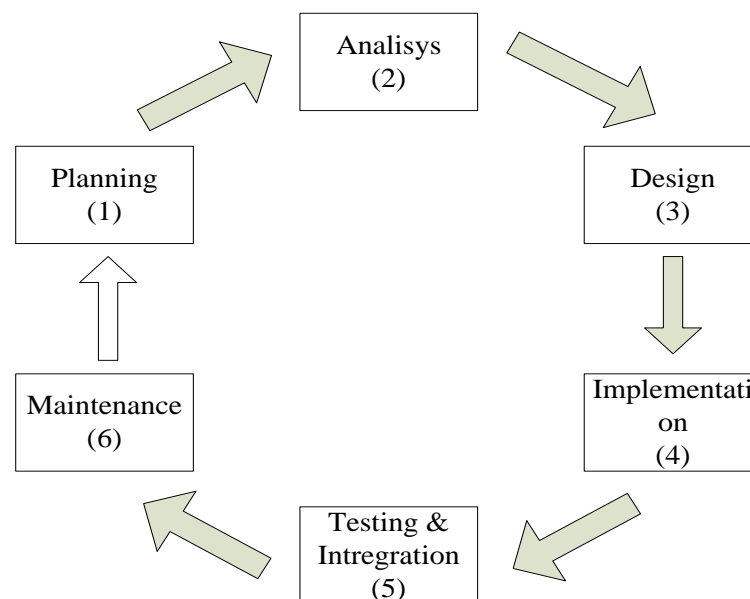 Analisys
(2)
Planning
(1)
Design
(3)
Maintenance
(6)
Implementati
on
(4)
Testing &
Intregration
(5)